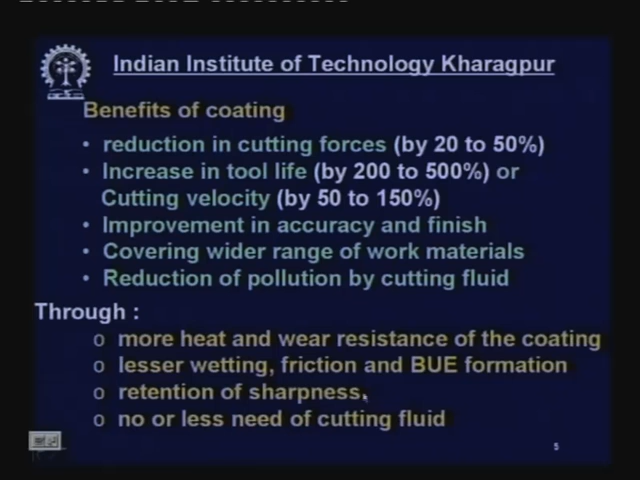 Indian Institute of Technology Kharagpur
Benefits of coating
• reduction in cutting forces (by 20 to 50%)
• Increase in tool life (by 200 to 500%) or
Cutting velocity (by 50 to 150%)
• Improvement in accuracy and finish
• Covering wider range of work materials
• Reduction of pollution by cutting fluid
Through :
o more heat and wear resistance of the coating
o lesser wetting, friction and BUE formation
o retention of sharpness.
o no or less need of cutting fluid
5